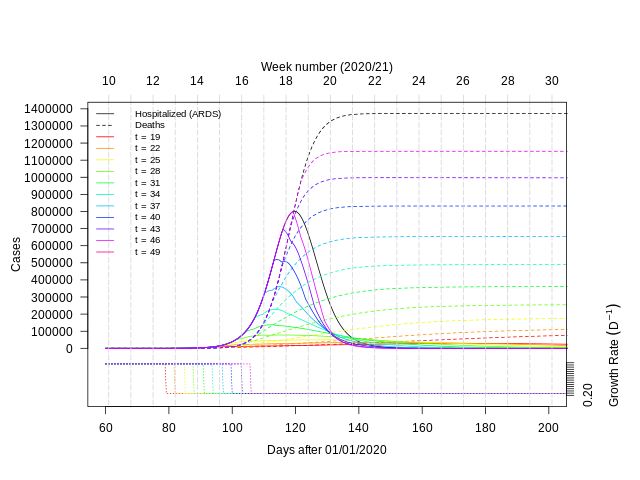 Week number (2020/21)
10 12 14 16 18 20 22 24 26 28 30
1400000
1300000
1200000
1100000
1000000
900000
800000
700000
600000
500000
400000
300000
200000
100000
0
Cases
Hospitalized (ARDS)
Deaths
t = 19
t = 22
t = 25
t = 28
t = 31
t = 34
t = 37
t = 40
t = 43
t = 46
t = 49
0.20
Growth Rate (D⁻¹)
60 80 100 120 140 160 180 200
Days after 01/01/2020